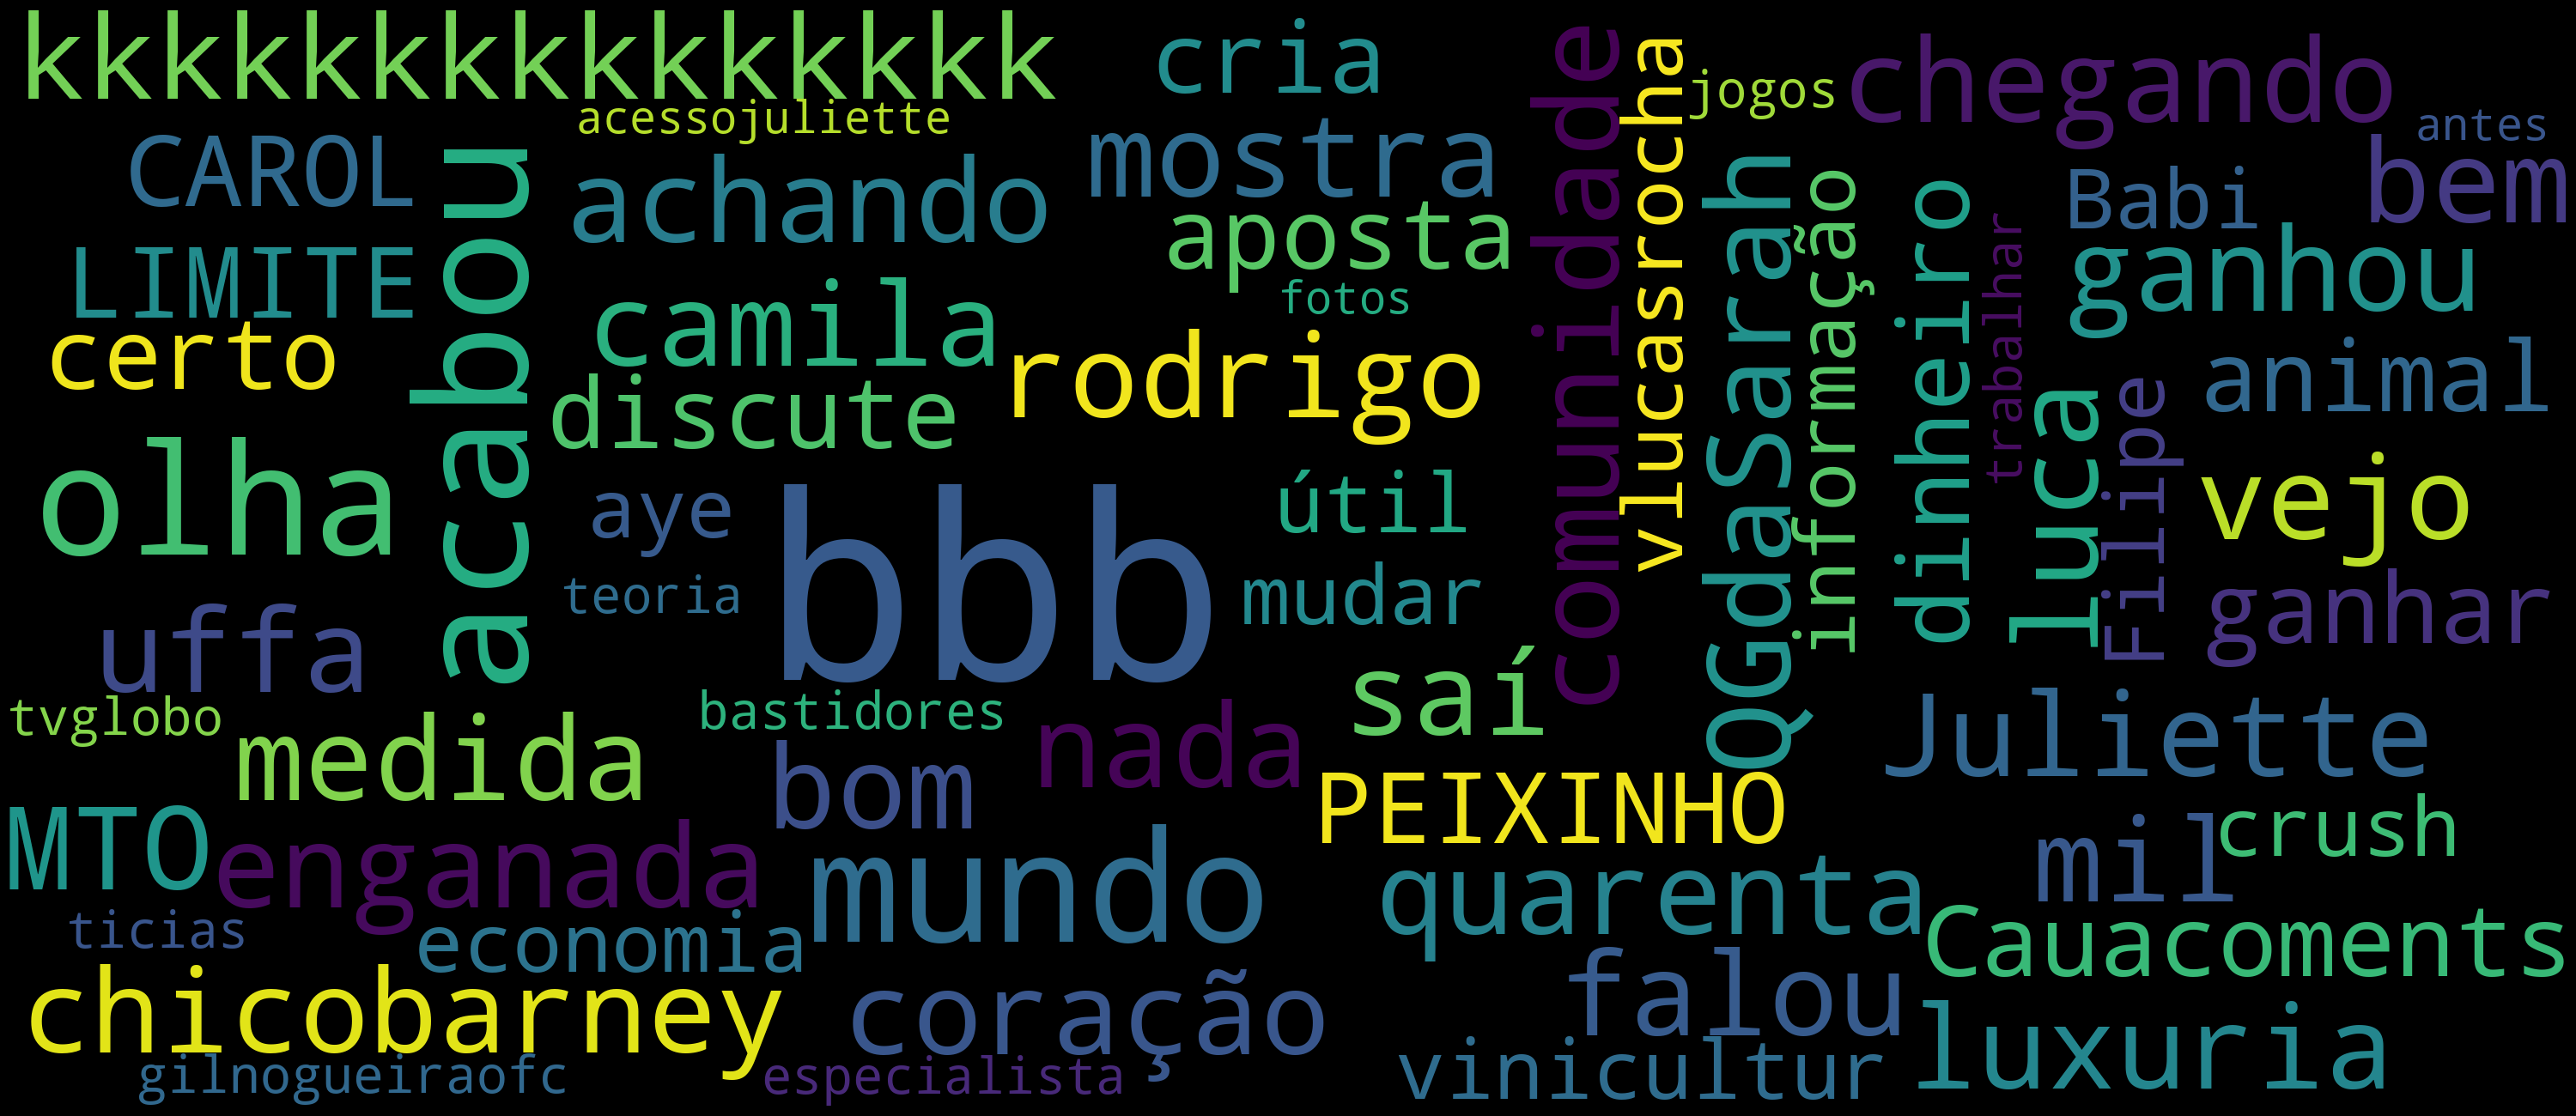 kkkkkkkkkkkkkkk
cria
comunidade
vlucasrocha
jogos
chegando
acessojuliette
antes
CAROL
acabou
achando
mostra
QGdaSarah
informação
dinheiro
trabalhar
Babi
bem
LIMITE
aposta
ganhou
camila
fotos
certo
rodrigo
luca
Filipe
animal
discute
olha
aye
bbb
útil
vejo
teoria
mudar
uffa
ganhar
saí
tvglobo
bastidores
medida
bom
nada
Juliette
PEIXINHO
MTO
enganada
mundo
mil
crush
quarenta
ticias
economia
Cauacoments
chicobarney
coração
falou
luxuria
gilnogueiraofc
especialista
vinicultur